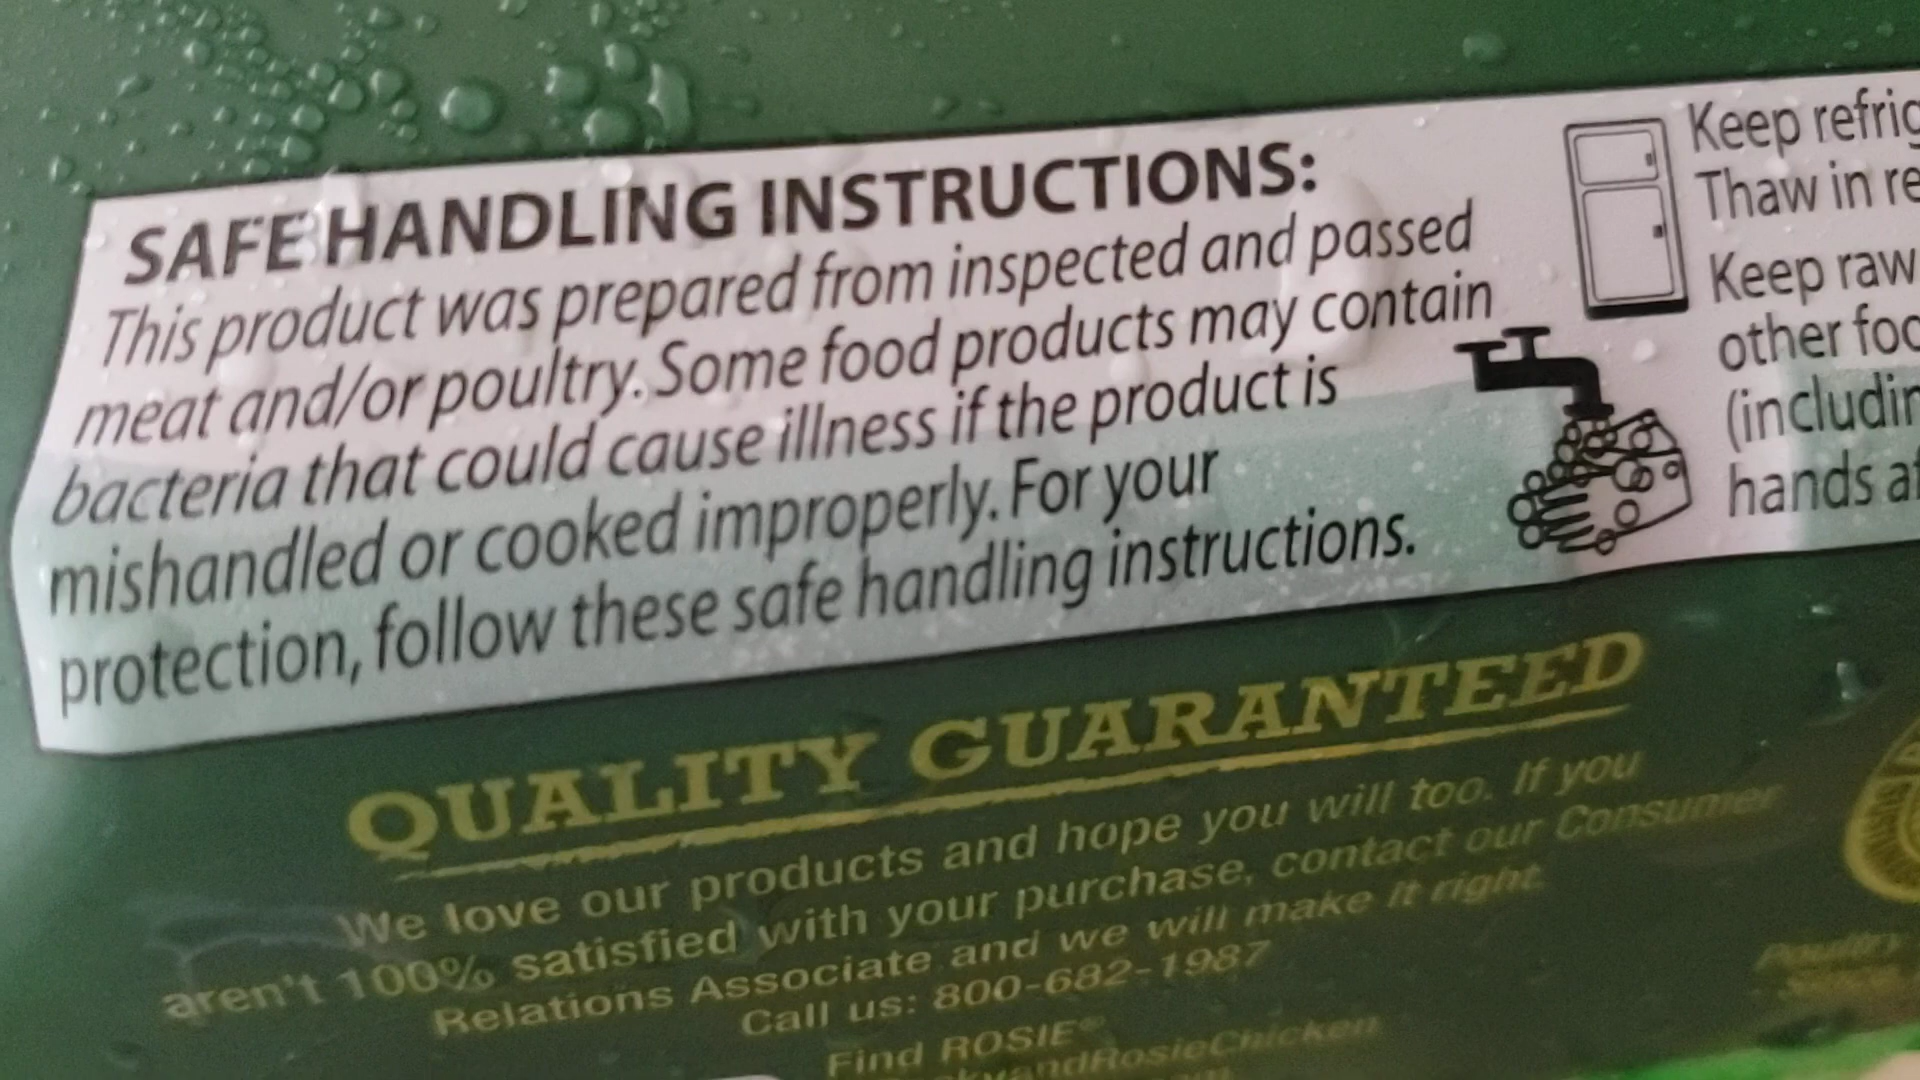 SAFE HANDLING INSTRUCTIONS:
This product was prepared from inspected and passed
meat and/or poultry. Some food products may contain
bacteria that could cause illness if the product is
mishandled or cooked improperly. For your
protection, follow these safe handling instructions.
Keep refrig
Thaw in re
Keep raw
other foo
(includin
hands af
QUALITY GUARANTEED
We love our products and hope you will too. If you
aren't 100% satisfied with your purchase, contact our Consumer
Relations Associate and we will make it right.
Call us: 800-682-1987
Find ROSIE®
kyandRosieChicken
Poultry